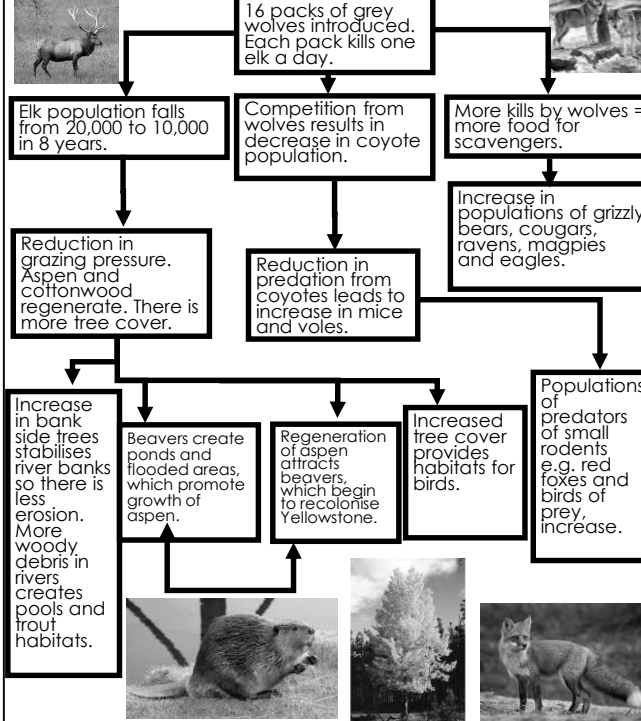 16 packs of grey
wolves introduced.
Each pack kills one
elk a day.
Elk population falls
from 20,000 to 10,000
in 8 years.
Competition from
wolves results in
decrease in coyote
population.
More kills by wolves =
more food for
scavengers.
Increase in
populations of grizzly
bears, cougars,
ravens, magpies
and eagles.
Reduction in
grazing pressure.
Aspen and
cottonwood
regenerate. There is
more tree cover.
Reduction in
predation from
coyotes leads to
increase in mice
and voles.
Increase
in bank
side trees
stabilises
river banks
so there is
less
erosion.
More
woody
debris in
rivers
creates
pools and
trout
habitats.
Beavers create
ponds and
flooded areas,
which promote
growth of
aspen.
Regeneration
of aspen
attracts
beavers,
which begin
to recolonise
Yellowstone.
Increased
tree cover
provides
habitats for
birds.
Populations
of
predators
of small
rodents
e.g. red
foxes and
birds of
prey,
increase.